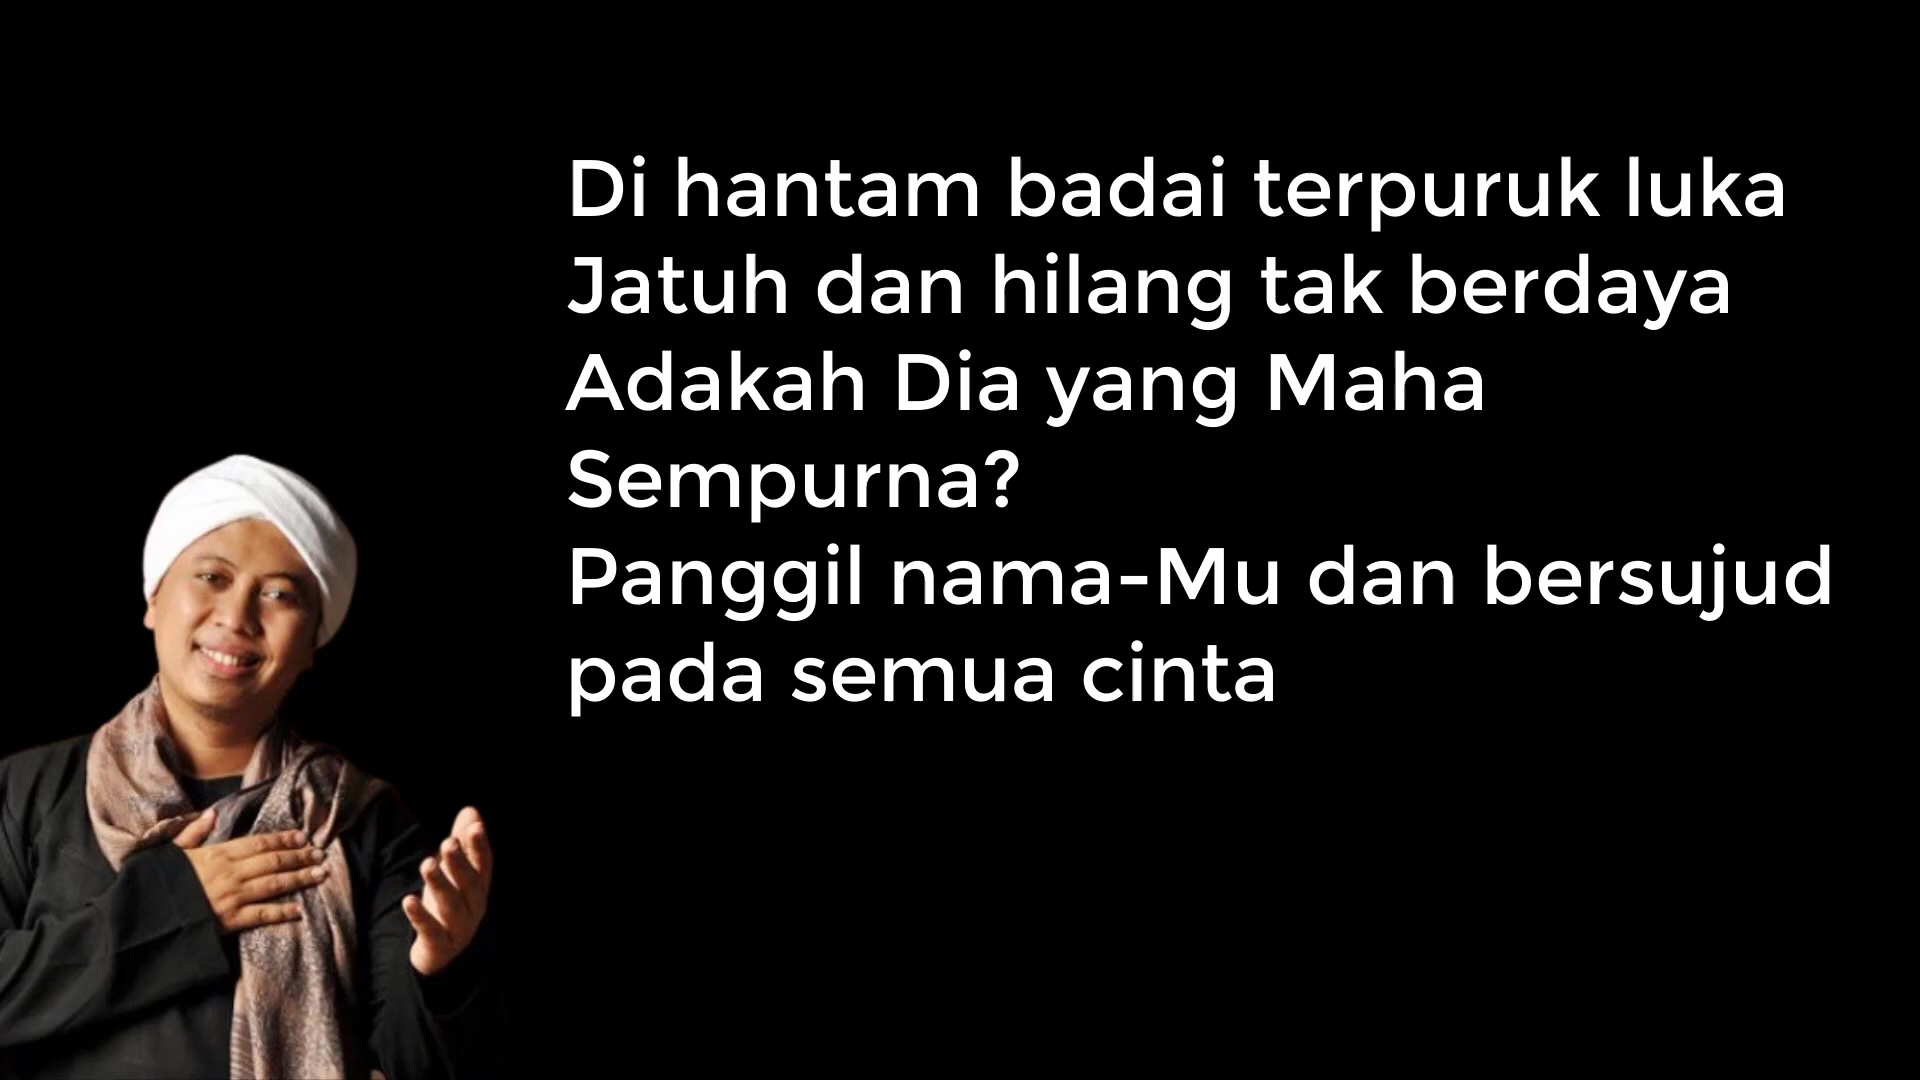 Di hantam badai terpuruk luka
Jatuh dan hilang tak berdaya
Adakah Dia yang Maha
Sempurna?
Panggil nama-Mu dan bersujud
pada semua cinta